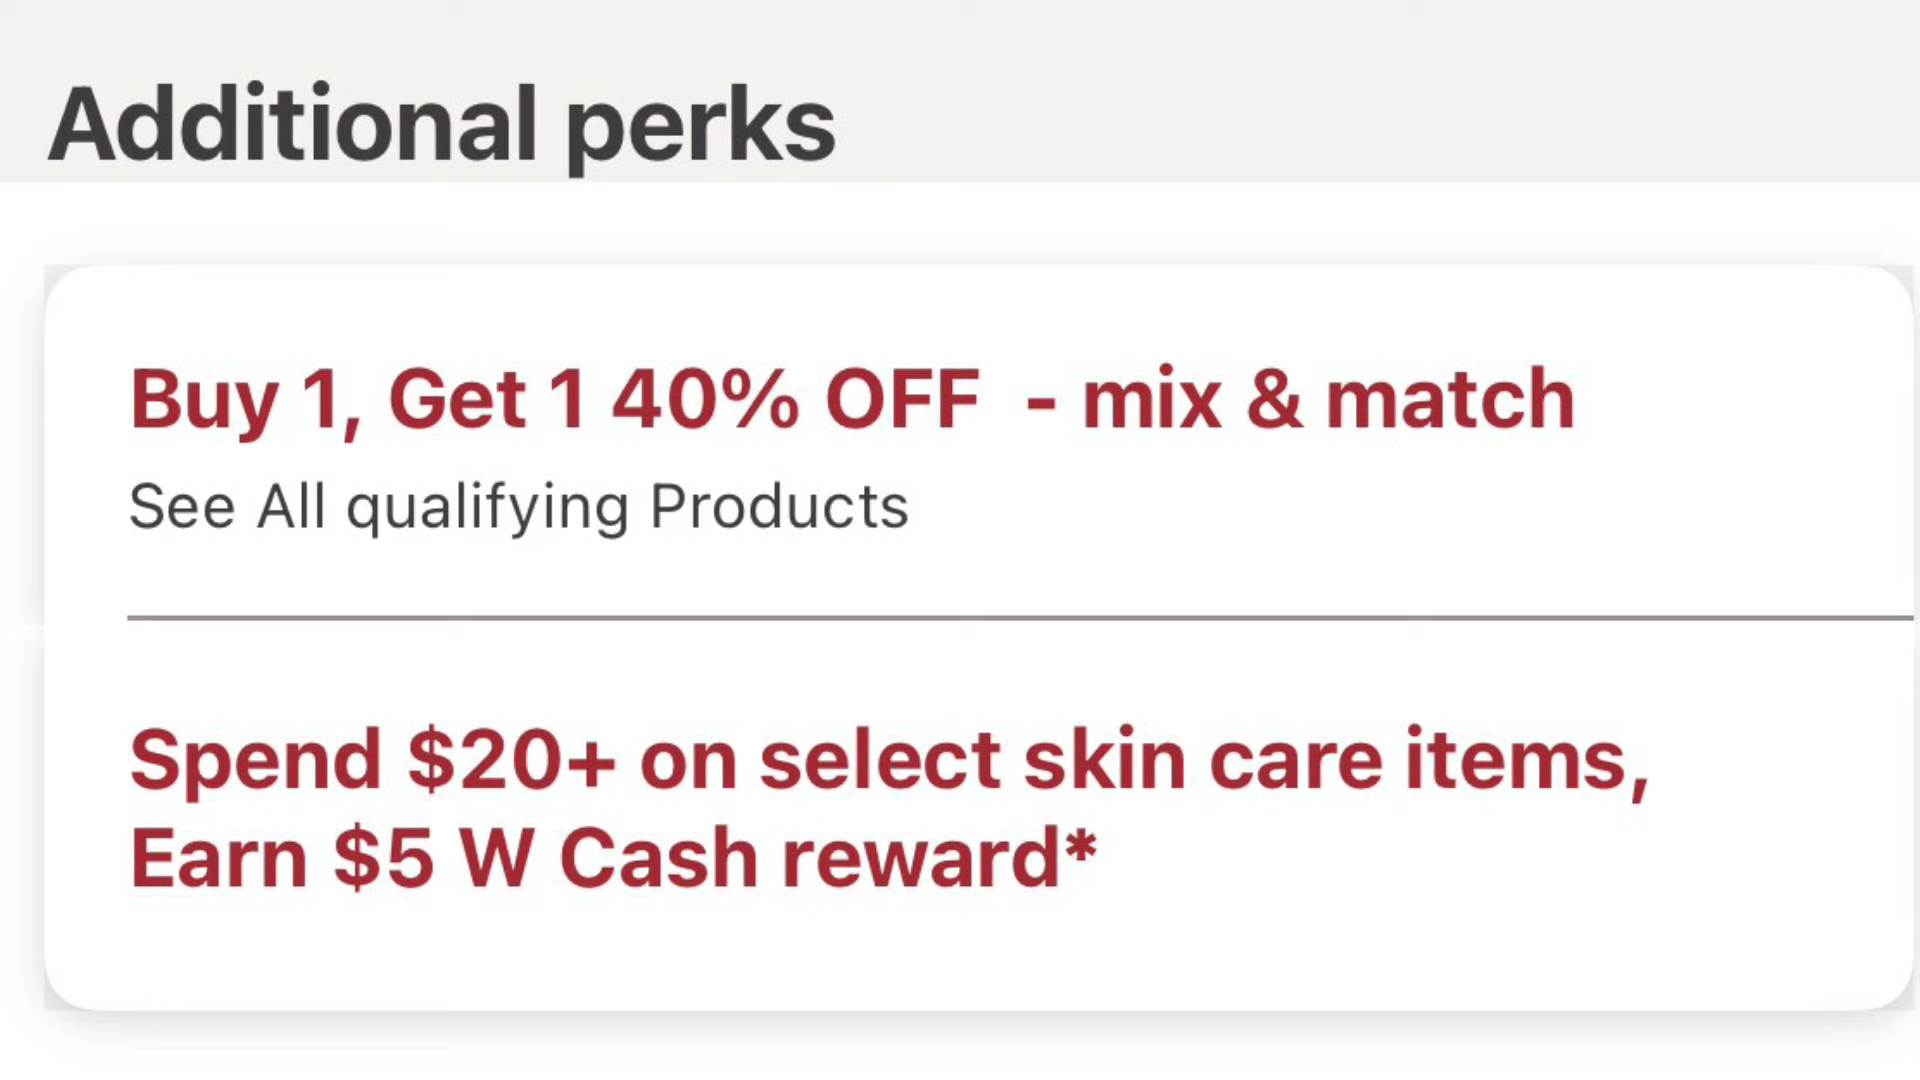 Additional perks
Buy 1, Get 1 40% OFF  - mix & match
See All qualifying Products
Spend $20+ on select skin care items,
Earn $5 W Cash reward*